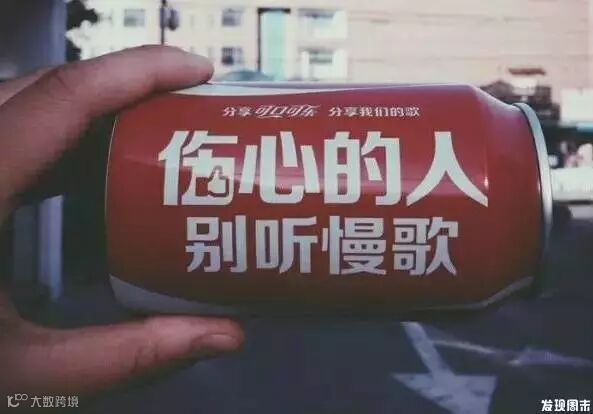 分享 可口可乐 分享我们的歌
伤心的人
别听慢歌
大数跨境
发现周末